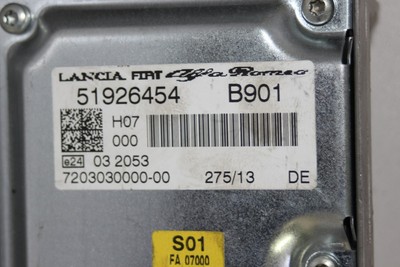 LANCIA FIAT Alfa Romeo
51926454 B901
H07
000
e24 03 2053
7203030000-00 275/13 DE
S01
FA 07000